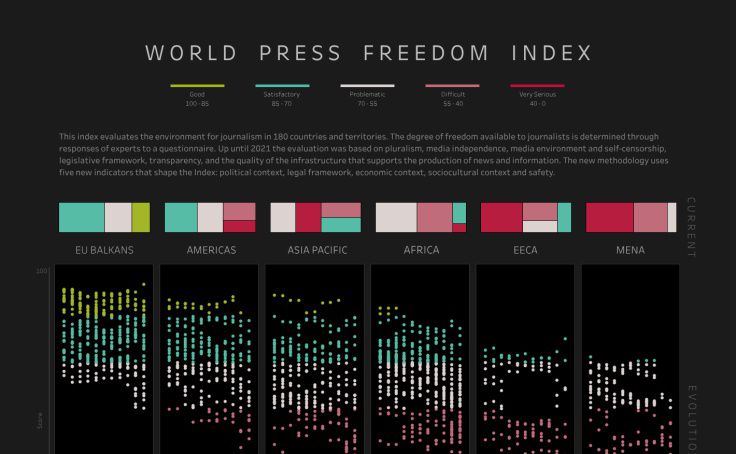 WORLD PRESS FREEDOM INDEX
Good Satisfactory Problematic Difficult Very Serious
100 - 85 85 - 70 70 - 55 55 - 40 40 - 0
This index evaluates the environment for journalism in 180 countries and territories. The degree of freedom available to journalists is determined through
responses of experts to a questionnaire. Up until 2021 the evaluation was based on pluralism, media independence, media environment and self-censorship,
legislative framework, transparency, and the quality of the infrastructure that supports the production of news and information. The new methodology uses
five new indicators that shape the Index: political context, legal framework, economic context, sociocultural context and safety.
CURRENT
EU BALKANS AMERICAS ASIA PACIFIC AFRICA EECA MENA
100
Score
EVOLUTIO